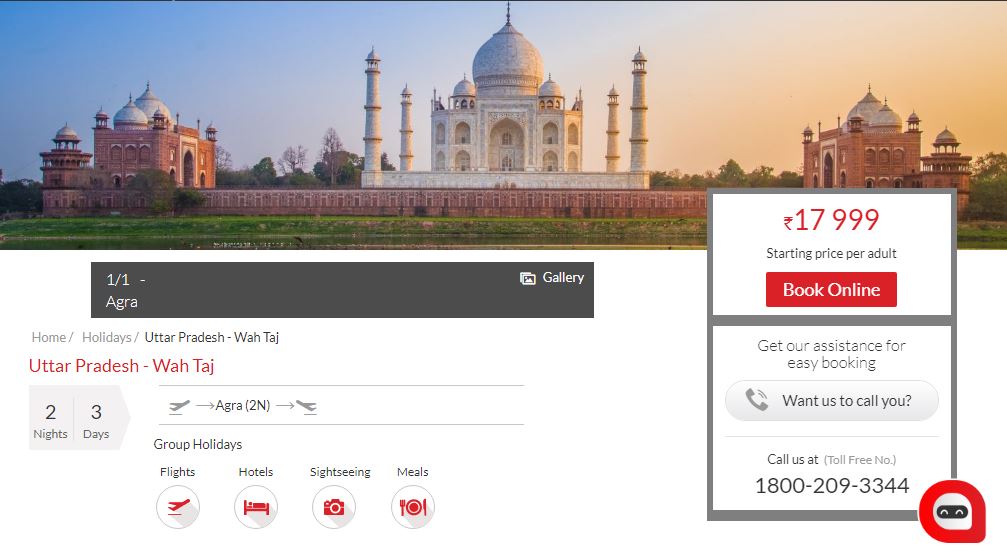 ₹17 999
Starting price per adult
Book Online
1/1 -
Agra
Gallery
Home / Holidays / Uttar Pradesh - Wah Taj
Uttar Pradesh - Wah Taj
2
Nights
3
Days
Agra (2N)
Group Holidays
Flights
Hotels
Sightseeing
Meals
Get our assistance for
easy booking
Want us to call you?
Call us at (Toll Free No.)
1800-209-3344